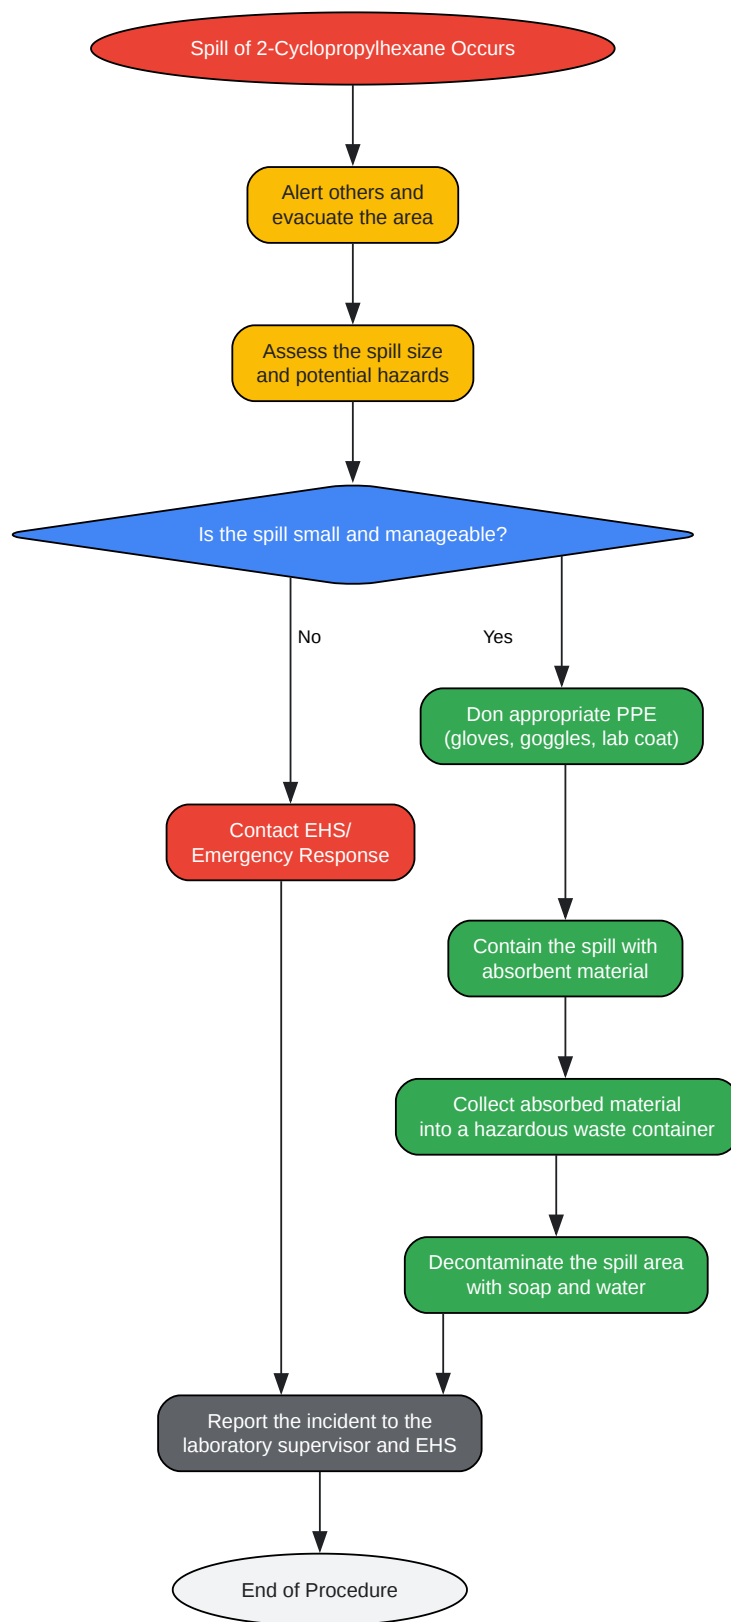 Spill of 2-Cyclopropylhexane Occurs
Alert others and
evacuate the area
Assess the spill size
and potential hazards
Is the spill small and manageable?
No
Yes
Don appropriate PPE
(gloves, goggles, lab coat)
Contact EHS/
Emergency Response
Contain the spill with
absorbent material
Collect absorbed material
into a hazardous waste container
Decontaminate the spill area
with soap and water
Report the incident to the
laboratory supervisor and EHS
End of Procedure